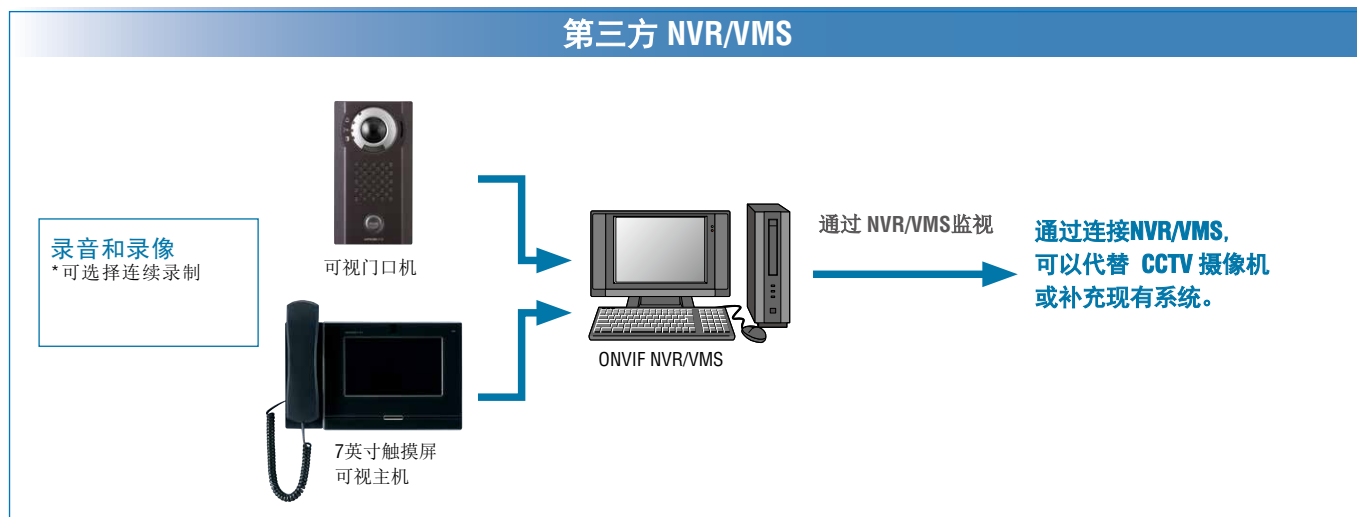 第三方 NVR/VMS
录音和录像
*可选择连续录制
可视门口机
7英寸触摸屏
可视主机
ONVIF NVR/VMS
通过 NVR/VMS监视
通过连接NVR/VMS,
可以代替 CCTV 摄像机
或补充现有系统。